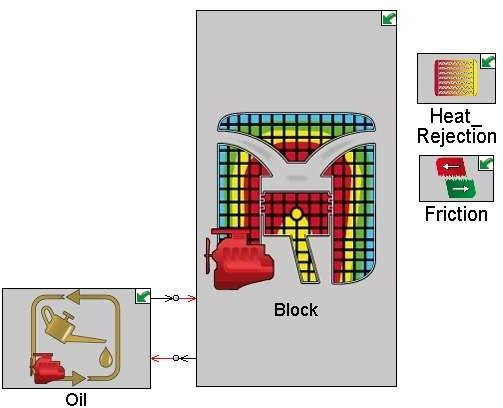 Heat_
Rejection
Friction
Block
Oil